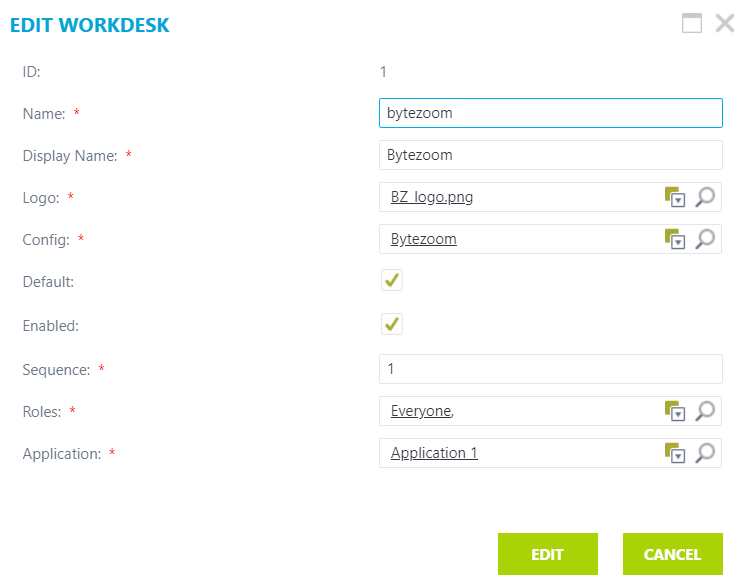 EDIT WORKDESK
ID: 1
Name: * bytezoom
Display Name: * Bytezoom
Logo: * BZ_logo.png
Config: * Bytezoom
Default:
Enabled:
Sequence: * 1
Roles: * Everyone,
Application: * Application 1
EDIT CANCEL